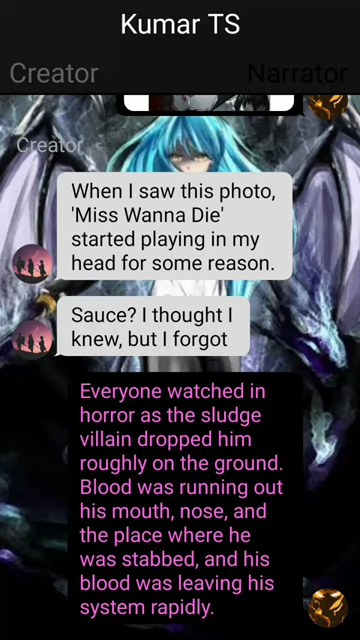 Kumar TS
Creator
Narrator
Creator
When I saw this photo,
'Miss Wanna Die'
started playing in my
head for some reason.
Sauce? I thought I
knew, but I forgot
Everyone watched in
horror as the sludge
villain dropped him
roughly on the ground.
Blood was running out
his mouth, nose, and
the place where he
was stabbed, and his
blood was leaving his
system rapidly.